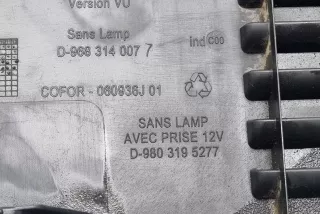 Version VU
Sans Lamp
D-968 314 007 7
Ind C00
COFOR - 060936J 01
SANS LAMP
AVEC PRISE 12V
D-980 319 5277